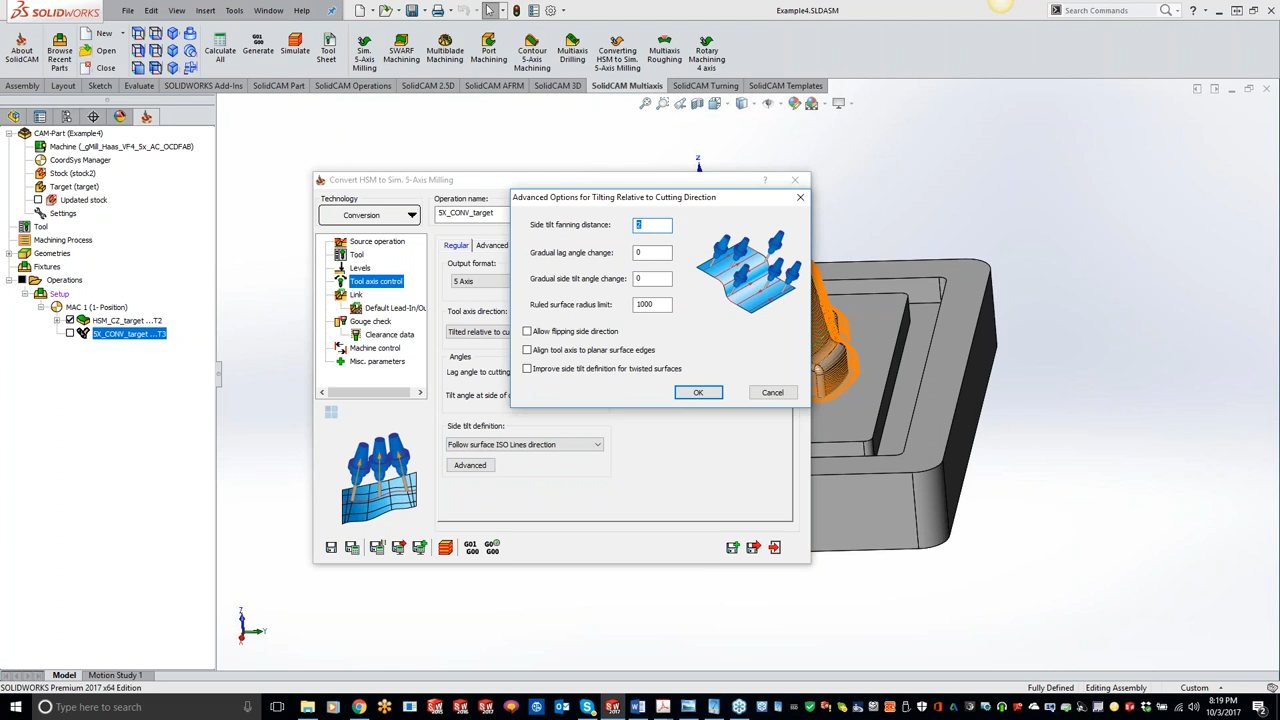 SOLIDWORKS File Edit View Insert Tools Window Help Example4.SLDASM Search Commands
About SolidCAM
Browse Recent Parts
New
Open
Close
Calculate All
G01 G00
Generate
Simulate
Tool Sheet
Sim. 5-Axis Milling
SWARF Machining
Multiblade Machining
Port Machining
Contour 5-Axis Machining
Multiaxis Drilling
Converting HSM to Sim. 5-Axis Milling
Multiaxis Roughing
Rotary Machining 4 axis
Assembly Layout Sketch Evaluate SOLIDWORKS Add-Ins SolidCAM Part SolidCAM Operations SolidCAM 2.5D SolidCAM AFRM SolidCAM 3D SolidCAM Multiaxis SolidCAM Turning SolidCAM Templates
CAM-Part (Example4)
Machine (_gMill_Haas_VF4_5x_AC_OCDFAB)
CoordSys Manager
Stock (stock2)
Target (target)
Updated stock
Settings
Tool
Machining Process
Geometries
Fixtures
Operations
Setup
MAC 1 (1- Position)
HSM_CZ_target ...T2
5X_CONV_target ...T3
Z
Convert HSM to Sim. 5-Axis Milling
Technology
Conversion
Operation name:
5X_CONV_target
Source operation
Tool
Levels
Tool axis control
Link
Default Lead-In/Ou
Gouge check
Clearance data
Machine control
Misc. parameters
Regular Advanced
Output format:
5 Axis
Tool axis direction:
Tilted relative to cu
Angles
Lag angle to cutting
Tilt angle at side of c
Side tilt definition:
Follow surface ISO Lines direction
Advanced
G01 G00
G0 G00
Advanced Options for Tilting Relative to Cutting Direction
Side tilt fanning distance: 2
Gradual lag angle change: 0
Gradual side tilt angle change: 0
Ruled surface radius limit: 1000
Allow flipping side direction
Align tool axis to planar surface edges
Improve side tilt definition for twisted surfaces
OK Cancel
Z
Y
X
Model Motion Study 1
SOLIDWORKS Premium 2017 x64 Edition Fully Defined Editing Assembly Custom
Type here to search
8:19 PM
10/3/2017